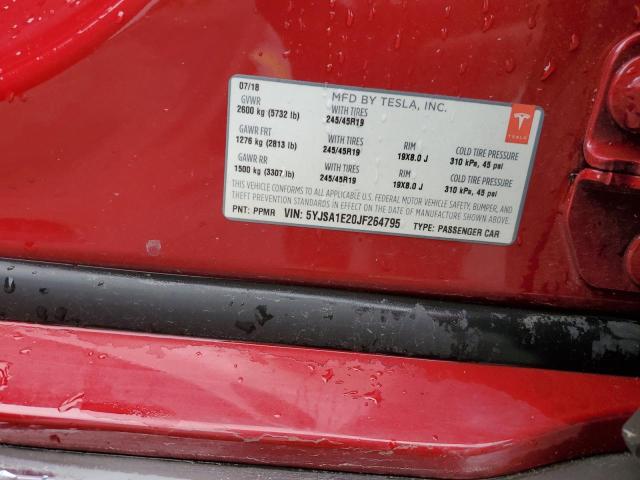 07/18 MFD BY TESLA, INC.
GVWR WITH TIRES
2600 kg (5732 lb) 245/45R19
GAWR FRT WITH TIRES RIM COLD TIRE PRESSURE
1276 kg (2813 lb) 245/45R19 19X8.0 J 310 kPa, 45 psi
GAWR RR WITH TIRES RIM COLD TIRE PRESSURE
1500 kg (3307 lb) 245/45R19 19X8.0 J 310 kPa, 45 psi
THIS VEHICLE CONFORMS TO ALL APPLICABLE U.S. FEDERAL MOTOR VEHICLE SAFETY, BUMPER, AND
THEFT PREVENTION STANDARDS IN EFFECT ON THE DATE OF MANUFACTURE SHOWN ABOVE.
PNT: PPMR VIN: 5YJSA1E20JF264795 TYPE: PASSENGER CAR
TESLA